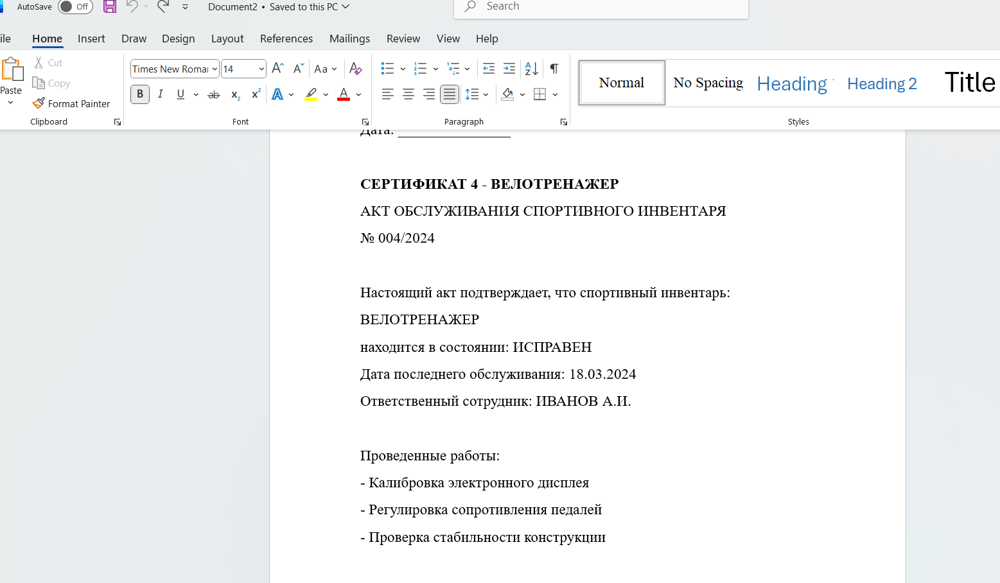 AutoSave Off Document2 • Saved to this PC Search
ile Home Insert Draw Design Layout References Mailings Review View Help
Paste Cut Copy Format Painter
Times New Roma 14
Normal No Spacing Heading Heading 2 Title
Clipboard Font Paragraph Styles
Дата: ________________
СЕРТИФИКАТ 4 - ВЕЛОТРЕНАЖЕР
АКТ ОБСЛУЖИВАНИЯ СПОРТИВНОГО ИНВЕНТАРЯ
№ 004/2024
Настоящий акт подтверждает, что спортивный инвентарь:
ВЕЛОТРЕНАЖЕР
находится в состоянии: ИСПРАВЕН
Дата последнего обслуживания: 18.03.2024
Ответственный сотрудник: ИВАНОВ А.И.
Проведенные работы:
- Калибровка электронного дисплея
- Регулировка сопротивления педалей
- Проверка стабильности конструкции